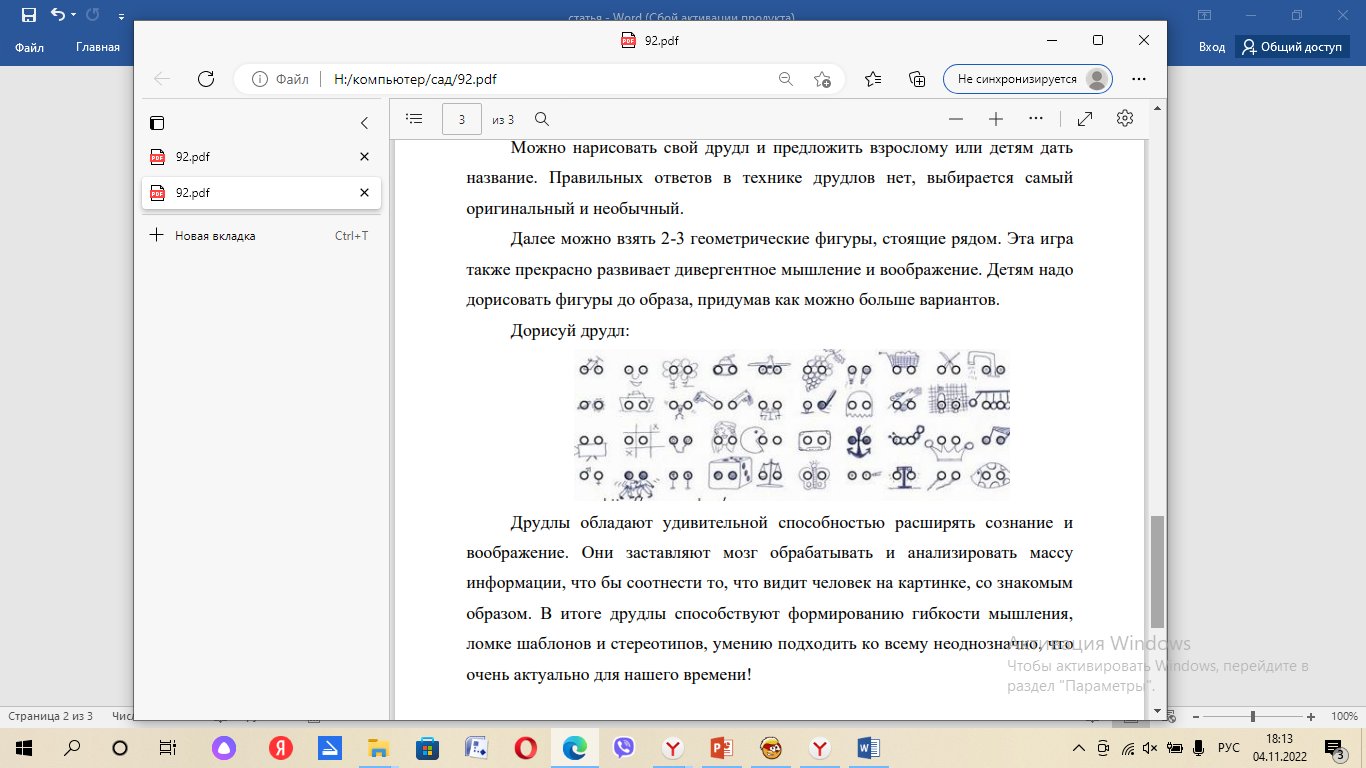 статья - Word (Сбой активации продукта)
Файл
Главная
Вход
Общий доступ
92.pdf
Файл
H:/компьютер/сад/92.pdf
Не синхронизируется
92.pdf
92.pdf
Новая вкладка
Ctrl+T
3
из 3
Можно нарисовать свой друдл и предложить взрослому или детям дать
название. Правильных ответов в технике друдлов нет, выбирается самый
оригинальный и необычный.
Далее можно взять 2-3 геометрические фигуры, стоящие рядом. Эта игра
также прекрасно развивает дивергентное мышление и воображение. Детям надо
дорисовать фигуры до образа, придумав как можно больше вариантов.
Дорисуй друдл:
Друдлы обладают удивительной способностью расширять сознание и
воображение. Они заставляют мозг обрабатывать и анализировать массу
информации, что бы соотнести то, что видит человек на картинке, со знакомым
образом. В итоге друдлы способствуют формированию гибкости мышления,
ломке шаблонов и стереотипов, умению подходить ко всему неоднозначно, что
очень актуально для нашего времени!
Активация Windows
Чтобы активировать Windows, перейдите в
раздел "Параметры".
Страница 2 из 3
100%
РУС
18:13
04.11.2022
3